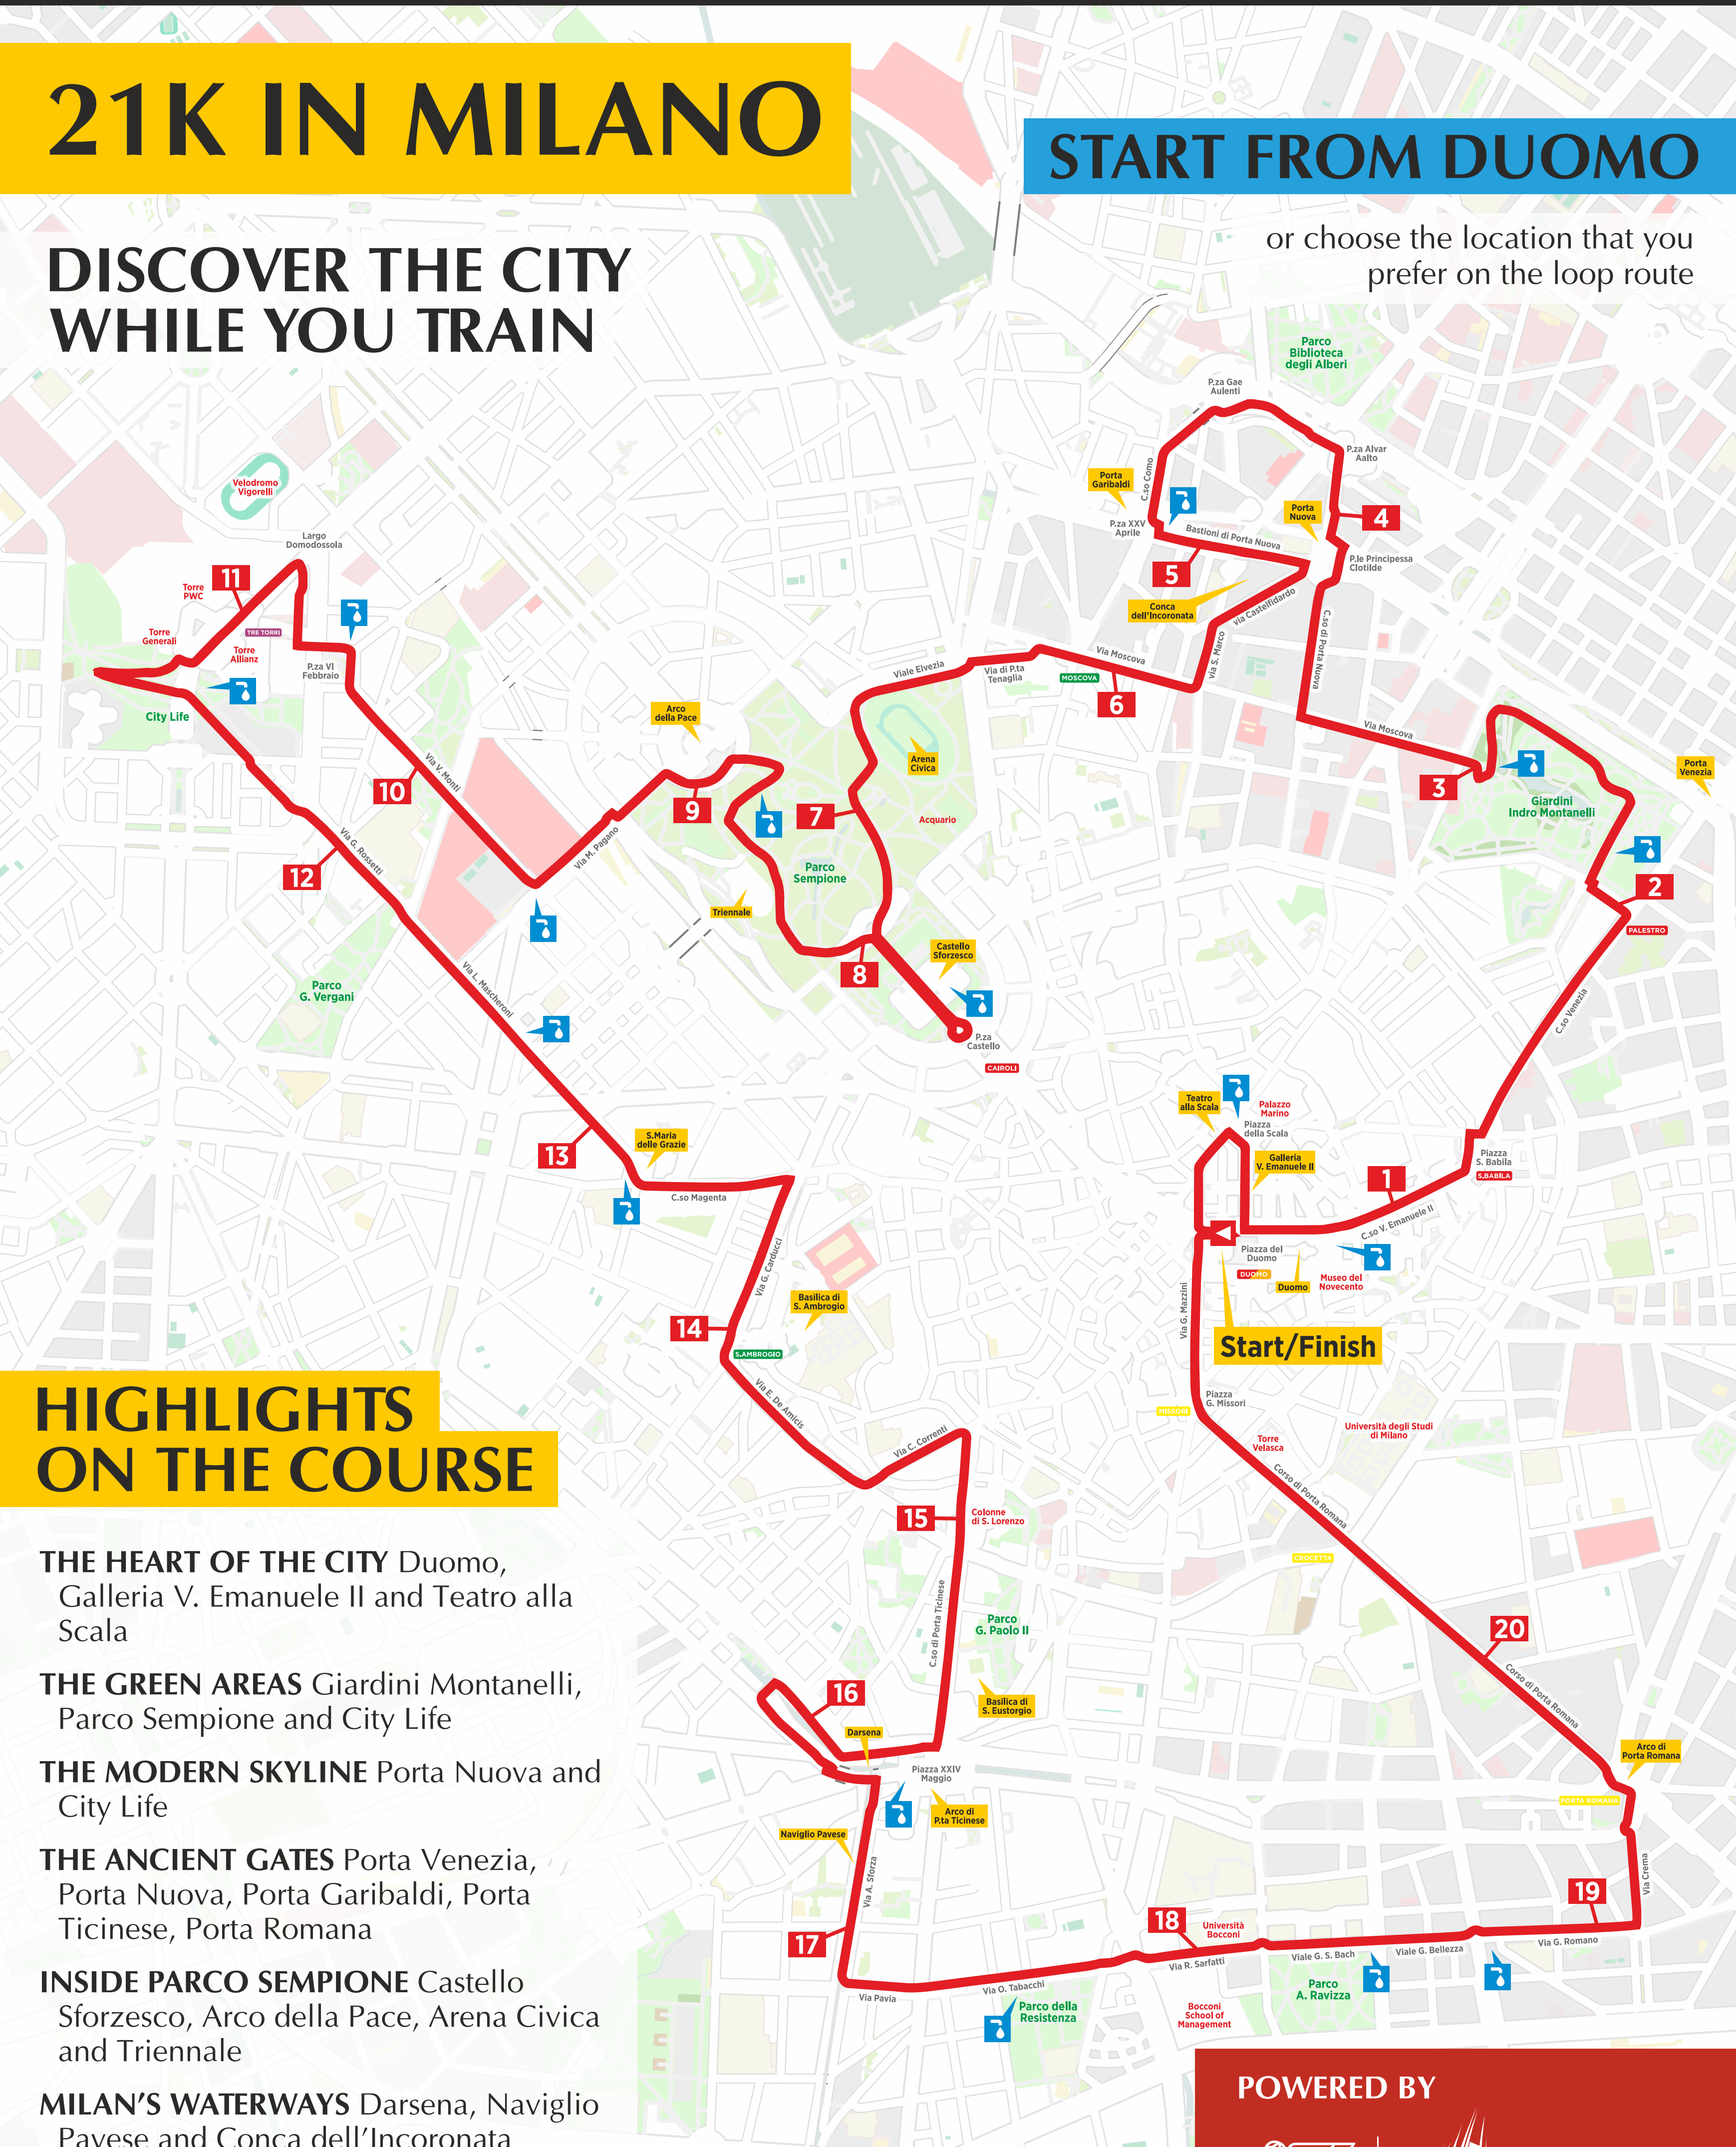 21K IN MILANO
START FROM DUOMO
or choose the location that you
prefer on the loop route
DISCOVER THE CITY
WHILE YOU TRAIN
Parco
Biblioteca
degli Alberi
P.za Gae
Aulenti
P.za Alvar
Aalto
C.so Como
Porta
Garibaldi
Porta
Nuova
4
P.za XXV
Aprile
Bastioni di Porta Nuova
P.le Principessa
Clotilde
5
Conca
dell'Incoronata
via Castelfidardo
C.so di Porta Nuova
via S. Marco
Velodromo
Vigorelli
Largo
Domodossola
11
Torre
PWC
Torre
Generali
TRE TORRI
Torre
Allianz
P.za VI
Febbraio
City Life
Viale Elvezia
Via di P.ta
Tenaglia
Via Moscova
MOSCOVA
6
Via Moscova
3
Giardini
Indro Montanelli
Porta
Venezia
2
PALESTRO
Arco
della Pace
Arena
Civica
10
Via V. Monti
9
7
Acquario
Via M. Pagano
Parco
Sempione
12
Via G. Rossetti
Triennale
Castello
Sforzesco
8
P.za
Castello
CAIROLI
Parco
G. Vergani
Via L. Mascheroni
C.so Venezia
Teatro
alla Scala
Palazzo
Marino
Piazza
della Scala
Galleria
V. Emanuele II
Piazza
S. Babila
S.BABILA
1
C.so V. Emanuele II
13
S.Maria
delle Grazie
C.so Magenta
Piazza del
Duomo
DUOMO
Duomo
Museo del
Novecento
Via G. Mazzini
Start/Finish
Via G. Carducci
Basilica di
S. Ambrogio
14
S.AMBROGIO
Via E. De Amicis
Via C. Correnti
Piazza
G. Missori
MISSORI
Torre
Velasca
Università degli Studi
di Milano
Corso di Porta Romana
CROCETTA
15
Colonne
di S. Lorenzo
C.so di Porta Ticinese
Parco
G. Paolo II
20
Corso di Porta Romana
16
Basilica di
S. Eustorgio
Darsena
Piazza XXIV
Maggio
Arco di
P.ta Ticinese
Naviglio Pavese
Via A. Sforza
Arco di
Porta Romana
PORTA ROMANA
Via Crema
17
18
19
Università
Bocconi
Via Pavia
Via O. Tabacchi
Via R. Sarfatti
Viale G. S. Bach
Viale G. Bellezza
Via G. Romano
Parco della
Resistenza
Bocconi
School of
Management
Parco
A. Ravizza
HIGHLIGHTS
ON THE COURSE
THE HEART OF THE CITY Duomo,
Galleria V. Emanuele II and Teatro alla
Scala
THE GREEN AREAS Giardini Montanelli,
Parco Sempione and City Life
THE MODERN SKYLINE Porta Nuova and
City Life
THE ANCIENT GATES Porta Venezia,
Porta Nuova, Porta Garibaldi, Porta
Ticinese, Porta Romana
INSIDE PARCO SEMPIONE Castello
Sforzesco, Arco della Pace, Arena Civica
and Triennale
MILAN'S WATERWAYS Darsena, Naviglio
Pavese and Conca dell'Incoronata
POWERED BY